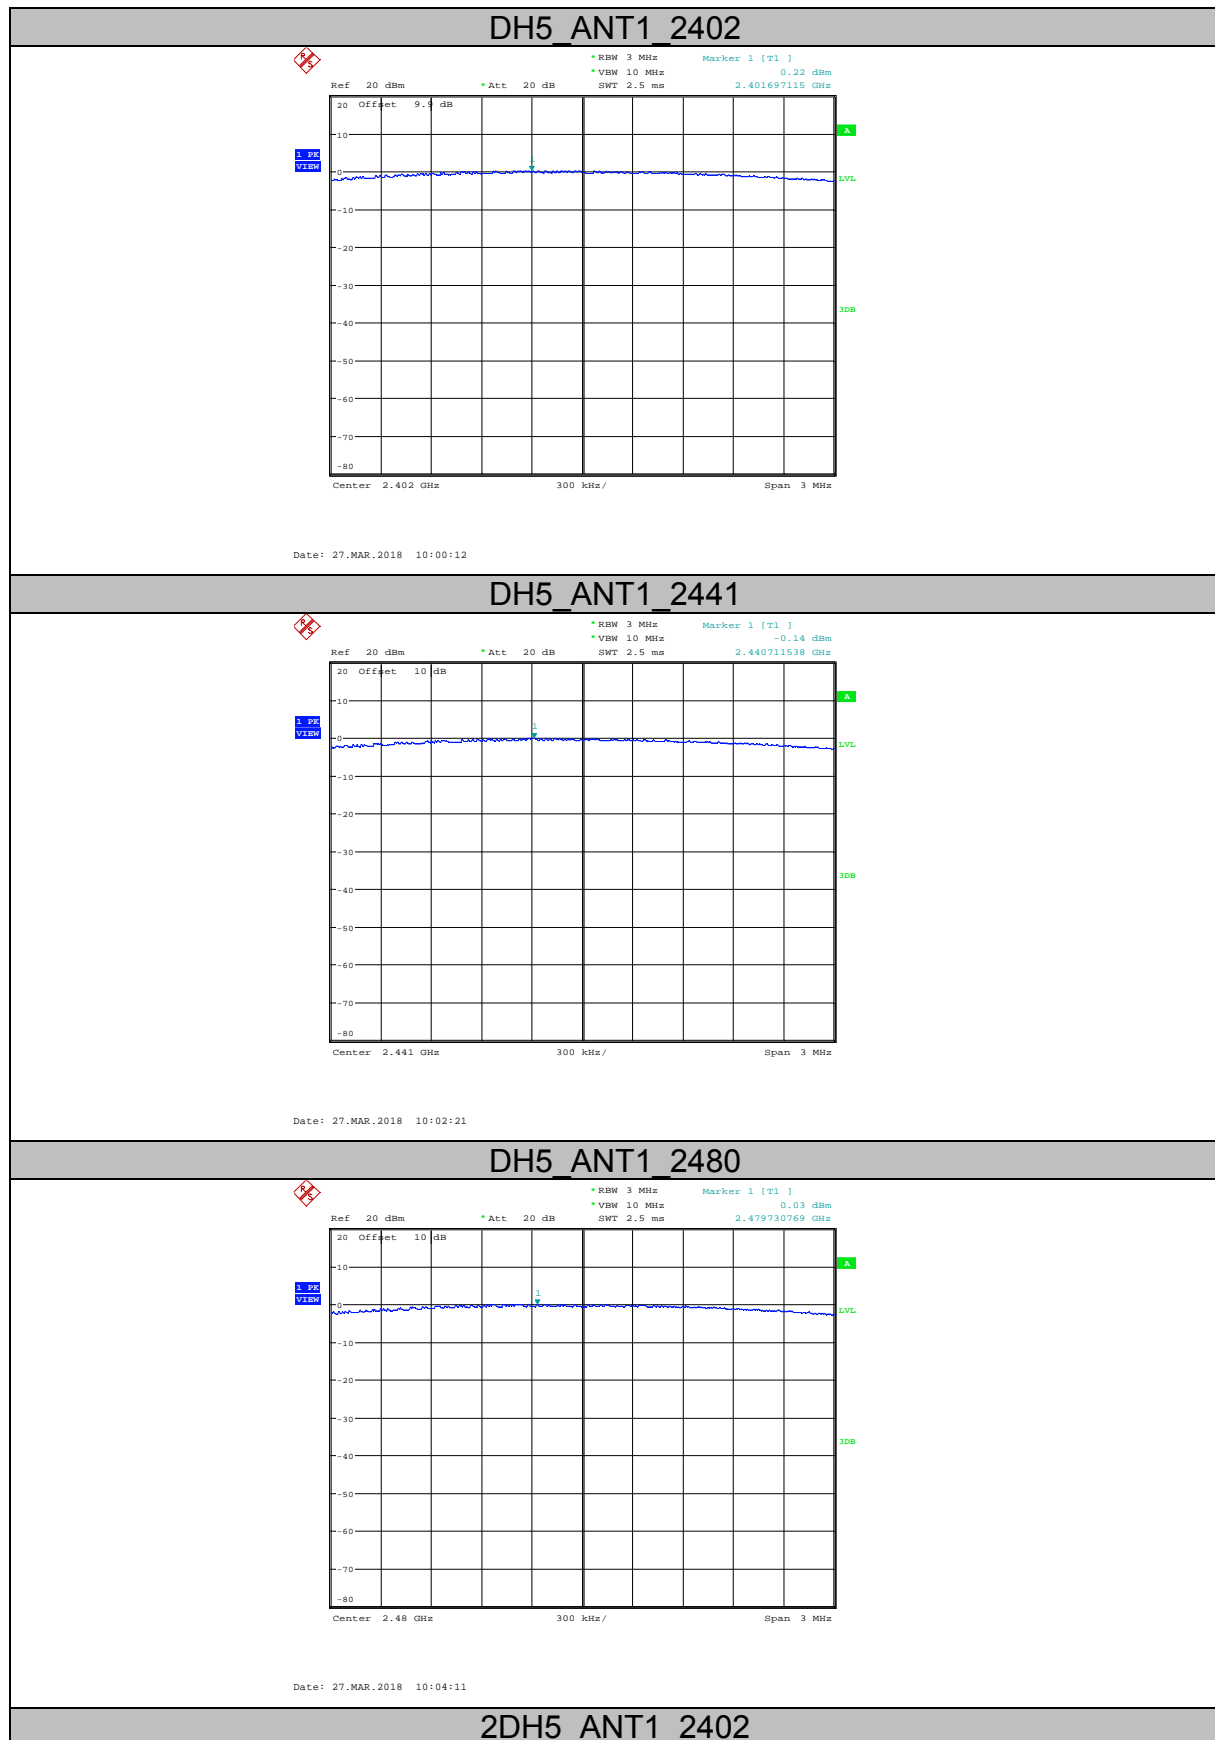 DH5_ANT1_2402
R S
*RBW 3 MHz Marker 1 [T1 ]
*VBW 10 MHz 0.22 dBm
Ref 20 dBm *Att 20 dB SWT 2.5 ms 2.401697115 GHz
20 Offset 9.9 dB
A
10
1 PK
VIEW
1
0
LVL
-10
-20
-30
3DB
-40
-50
-60
-70
-80
Center 2.402 GHz 300 kHz/ Span 3 MHz
Date: 27.MAR.2018 10:00:12
DH5_ANT1_2441
R S
*RBW 3 MHz Marker 1 [T1 ]
*VBW 10 MHz -0.14 dBm
Ref 20 dBm *Att 20 dB SWT 2.5 ms 2.440711538 GHz
20 Offset 10 dB
A
10
1 PK
VIEW
1
0
LVL
-10
-20
-30
3DB
-40
-50
-60
-70
-80
Center 2.441 GHz 300 kHz/ Span 3 MHz
Date: 27.MAR.2018 10:02:21
DH5_ANT1_2480
R S
*RBW 3 MHz Marker 1 [T1 ]
*VBW 10 MHz 0.03 dBm
Ref 20 dBm *Att 20 dB SWT 2.5 ms 2.479730769 GHz
20 Offset 10 dB
A
10
1 PK
VIEW
1
0
LVL
-10
-20
-30
3DB
-40
-50
-60
-70
-80
Center 2.48 GHz 300 kHz/ Span 3 MHz
Date: 27.MAR.2018 10:04:11
2DH5_ANT1_2402